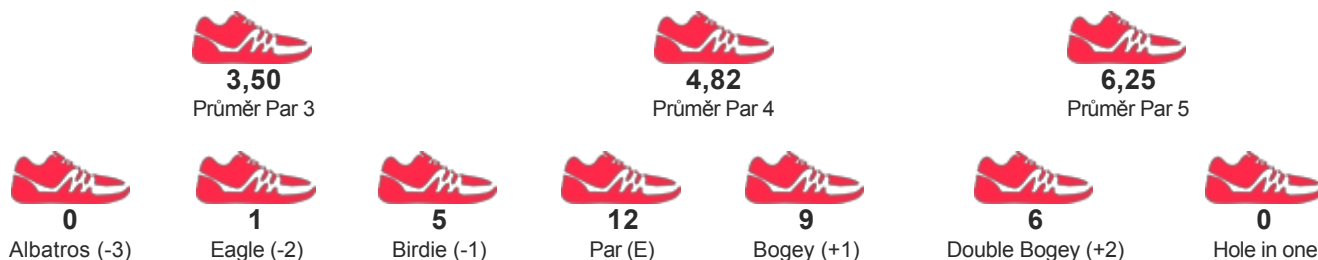 3,50 4,82 6,25
Průměr Par 3 Průměr Par 4 Průměr Par 5
0 1 5 12 9 6 0
Albatros (-3) Eagle (-2) Birdie (-1) Par (E) Bogey (+1) Double Bogey (+2) Hole in one